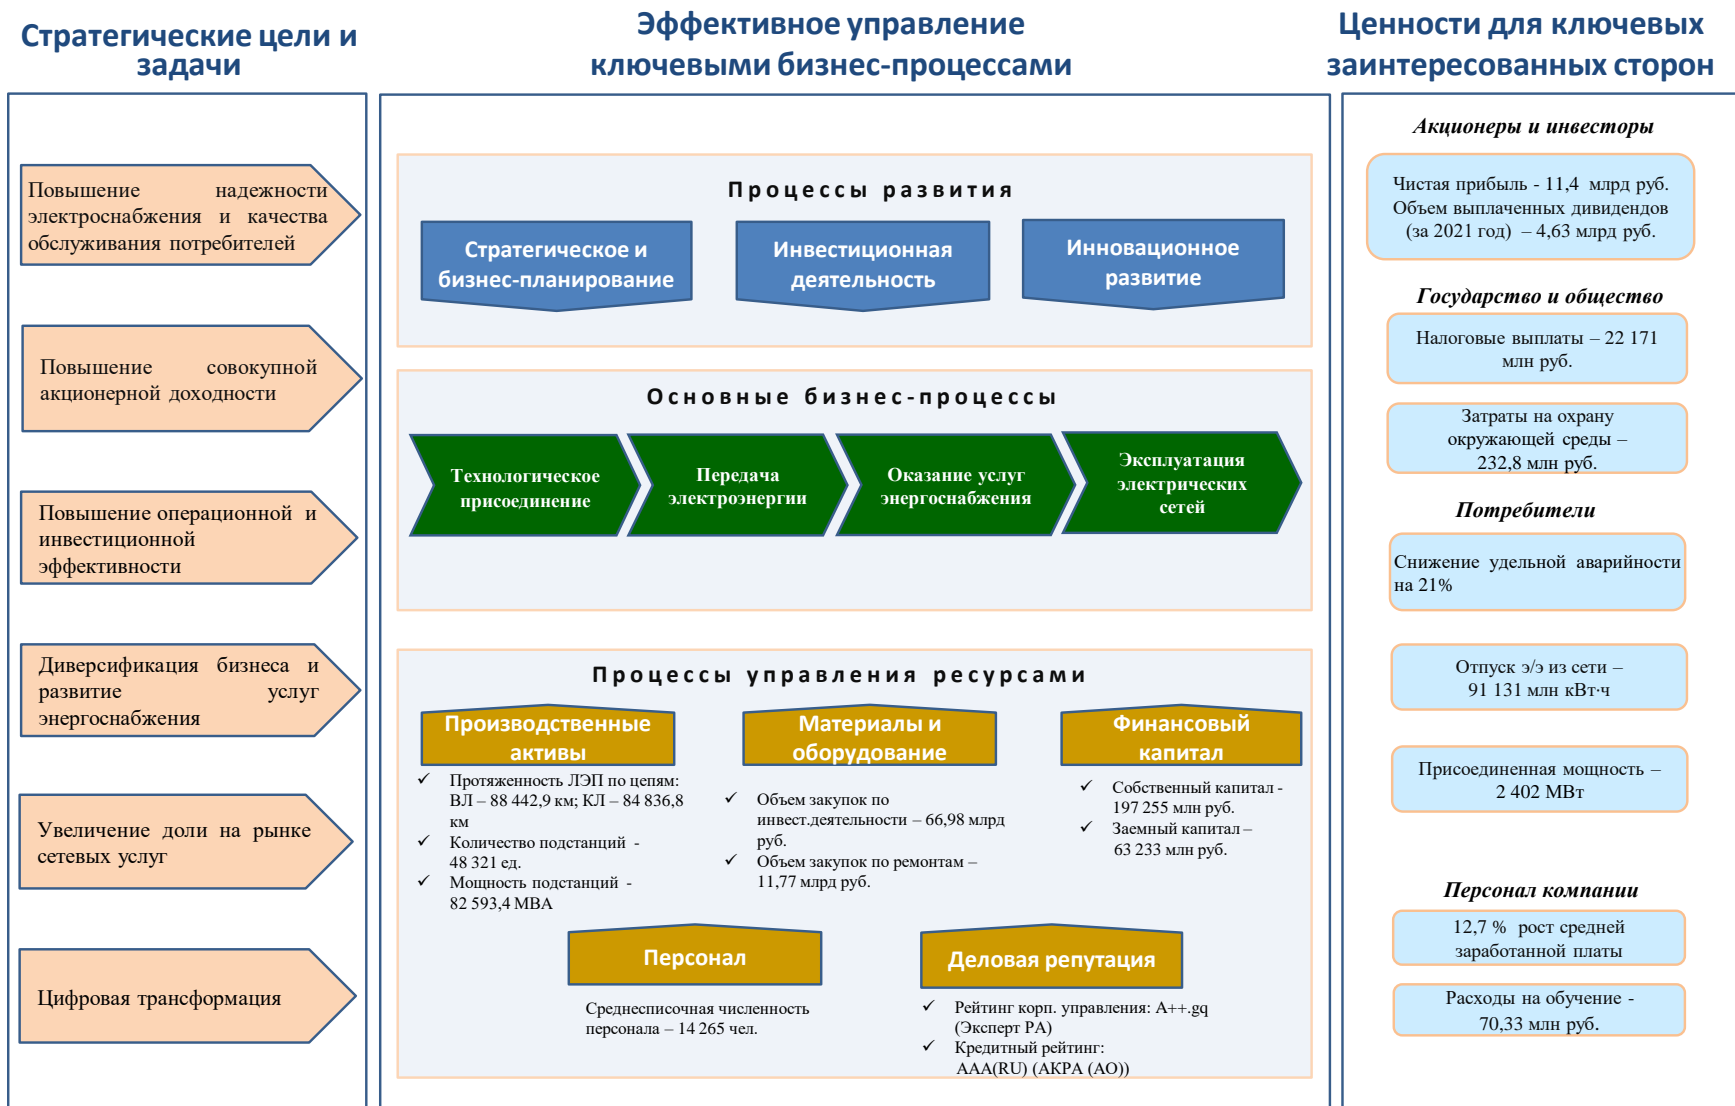 Стратегические цели и
задачи
Повышение надежности
электроснабжения и качества
обслуживания потребителей
Повышение совокупной
акционерной доходности
Повышение операционной и
инвестиционной
эффективности
Диверсификация бизнеса и
развитие услуг
энергоснабжения
Увеличение доли на рынке
сетевых услуг
Цифровая трансформация
Эффективное управление
ключевыми бизнес-процессами
Процессы развития
Стратегическое и
бизнес-планирование
Инвестиционная
деятельность
Инновационное
развитие
Основные бизнес-процессы
Технологическое
присоединение
Передача
электроэнергии
Оказание услуг
энергоснабжения
Эксплуатация
электрических
сетей
Процессы управления ресурсами
Производственные
активы
✓ Протяженность ЛЭП по цепям:
ВЛ – 88 442,9 км; КЛ – 84 836,8
км
✓ Количество подстанций -
48 321 ед.
✓ Мощность подстанций -
82 593,4 МВА
Материалы и
оборудование
✓ Объем закупок по
инвест.деятельности – 66,98 млрд
руб.
✓ Объем закупок по ремонтам –
11,77 млрд руб.
Финансовый
капитал
✓ Собственный капитал -
197 255 млн руб.
✓ Заемный капитал –
63 233 млн руб.
Персонал
Среднесписочная численность
персонала – 14 265 чел.
Деловая репутация
✓ Рейтинг корп. управления: A++.gq
(Эксперт РА)
✓ Кредитный рейтинг:
AAA(RU) (АКРА (АО))
Ценности для ключевых
заинтересованных сторон
Акционеры и инвесторы
Чистая прибыль - 11,4 млрд руб.
Объем выплаченных дивидендов
(за 2021 год) – 4,63 млрд руб.
Государство и общество
Налоговые выплаты – 22 171
млн руб.
Затраты на охрану
окружающей среды –
232,8 млн руб.
Потребители
Снижение удельной аварийности
на 21%
Отпуск э/э из сети –
91 131 млн кВт·ч
Присоединенная мощность –
2 402 МВт
Персонал компании
12,7 % рост средней
заработанной платы
Расходы на обучение -
70,33 млн руб.